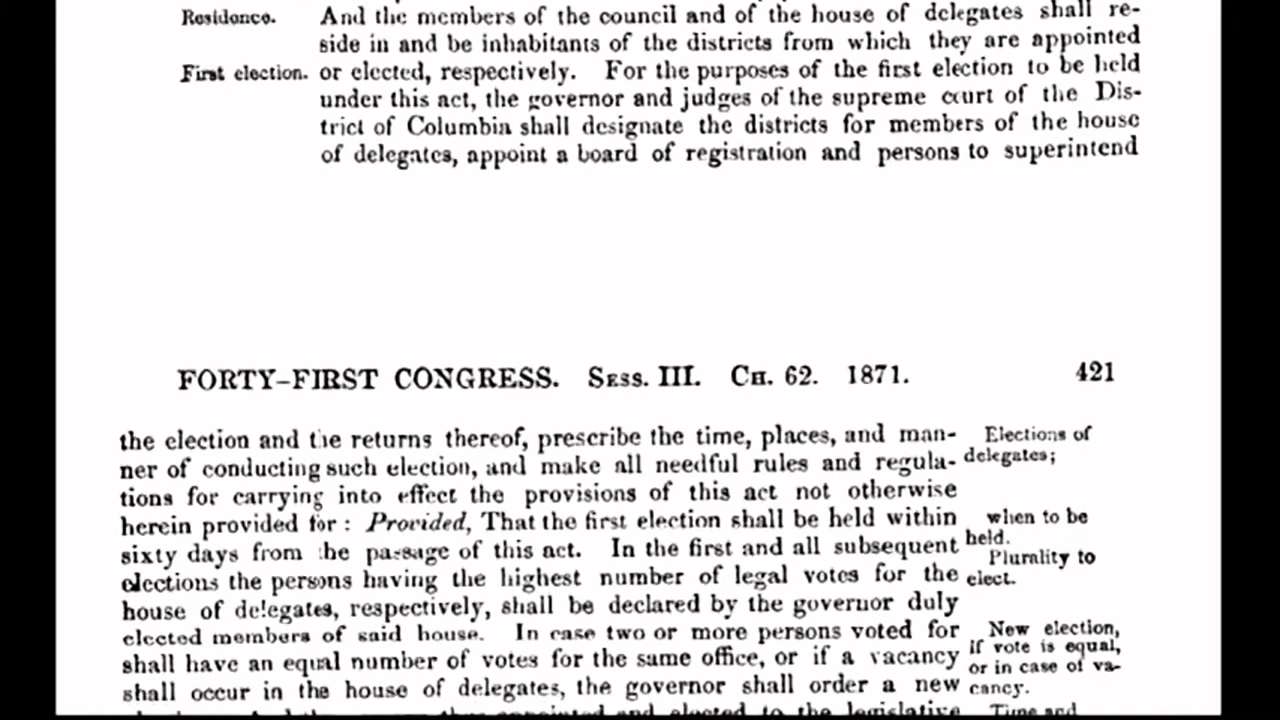 Residence. And the members of the council and of the house of delegates shall re-
side in and be inhabitants of the districts from which they are appointed
First election. or elected, respectively. For the purposes of the first election to be held
under this act, the governor and judges of the supreme court of the Dis-
trict of Columbia shall designate the districts for members of the house
of delegates, appoint a board of registration and persons to superintend
FORTY-FIRST CONGRESS. SESS. III. CH. 62. 1871. 421
the election and the returns thereof, prescribe the time, places, and man-
Elections of
ner of conducting such election, and make all needful rules and regula-
delegates;
tions for carrying into effect the provisions of this act not otherwise
herein provided for: Provided, That the first election shall be held within
when to be
held.
sixty days from the passage of this act. In the first and all subsequent
Plurality to
elect.
elections the persons having the highest number of legal votes for the
house of delegates, respectively, shall be declared by the governor duly
elected members of said house. In case two or more persons voted for
New election,
if vote is equal,
shall have an equal number of votes for the same office, or if a vacancy
or in case of va-
cancy.
shall occur in the house of delegates, the governor shall order a new
appointed and elected to the legislative
Time and